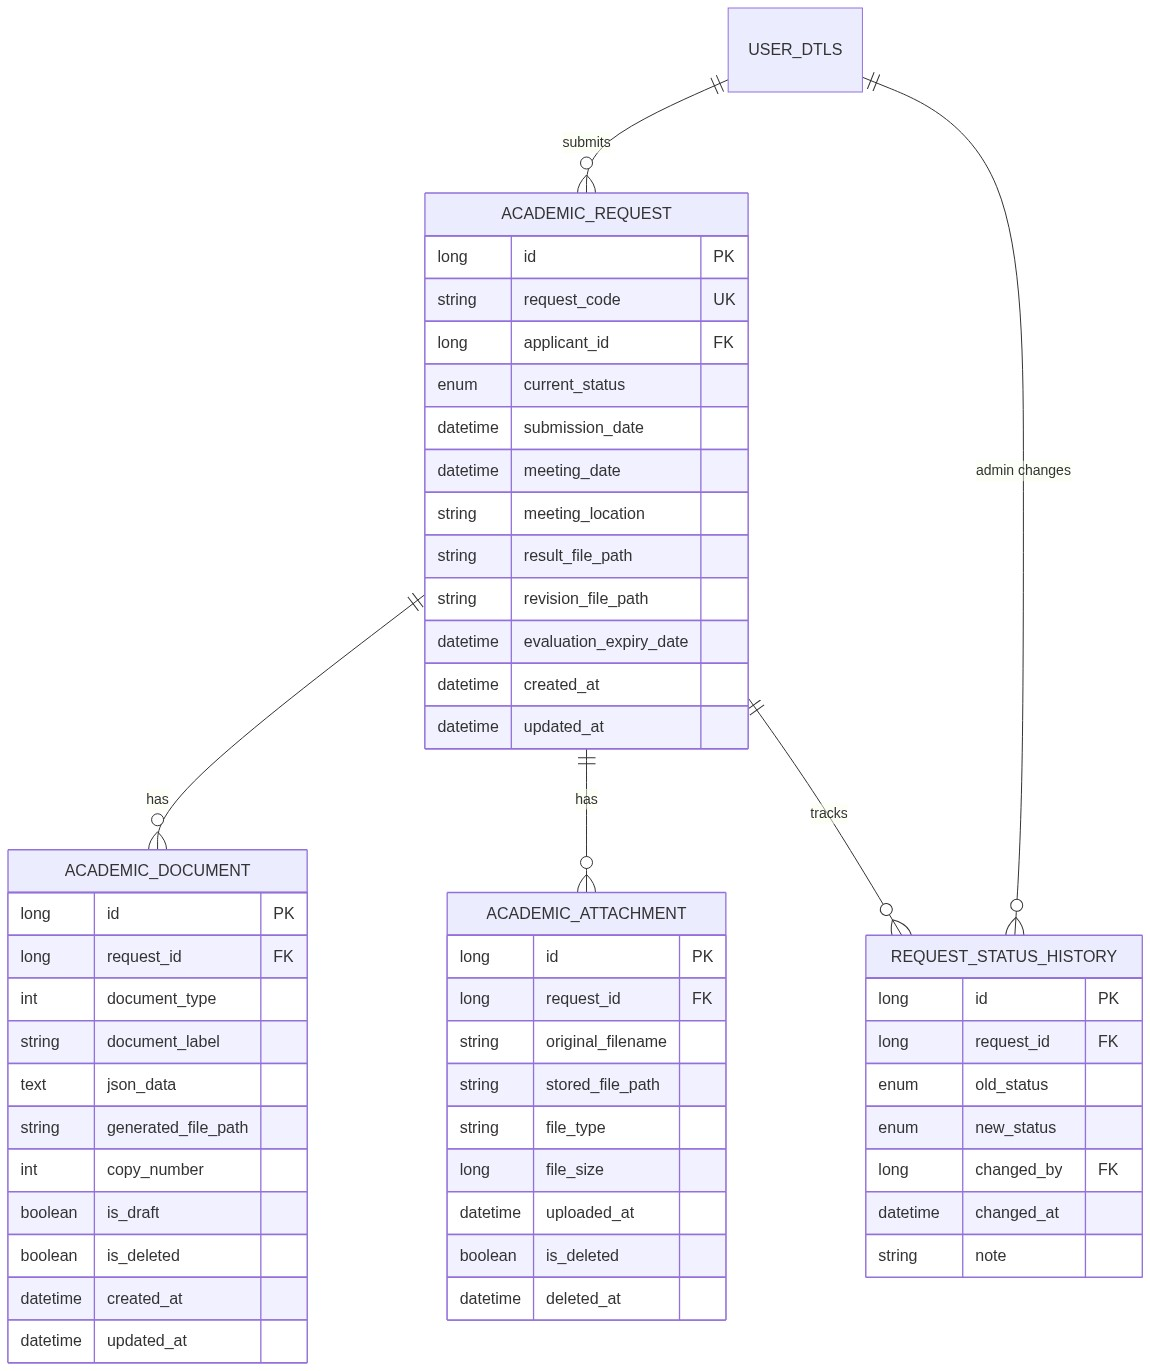 USER_DTLS
submits
ACADEMIC_REQUEST
long id PK
string request_code UK
long applicant_id FK
enum current_status
datetime submission_date
datetime meeting_date
string meeting_location
string result_file_path
string revision_file_path
datetime evaluation_expiry_date
datetime created_at
datetime updated_at
admin changes
has
has
tracks
ACADEMIC_DOCUMENT
long id PK
long request_id FK
int document_type
string document_label
text json_data
string generated_file_path
int copy_number
boolean is_draft
boolean is_deleted
datetime created_at
datetime updated_at
ACADEMIC_ATTACHMENT
long id PK
long request_id FK
string original_filename
string stored_file_path
string file_type
long file_size
datetime uploaded_at
boolean is_deleted
datetime deleted_at
REQUEST_STATUS_HISTORY
long id PK
long request_id FK
enum old_status
enum new_status
long changed_by FK
datetime changed_at
string note